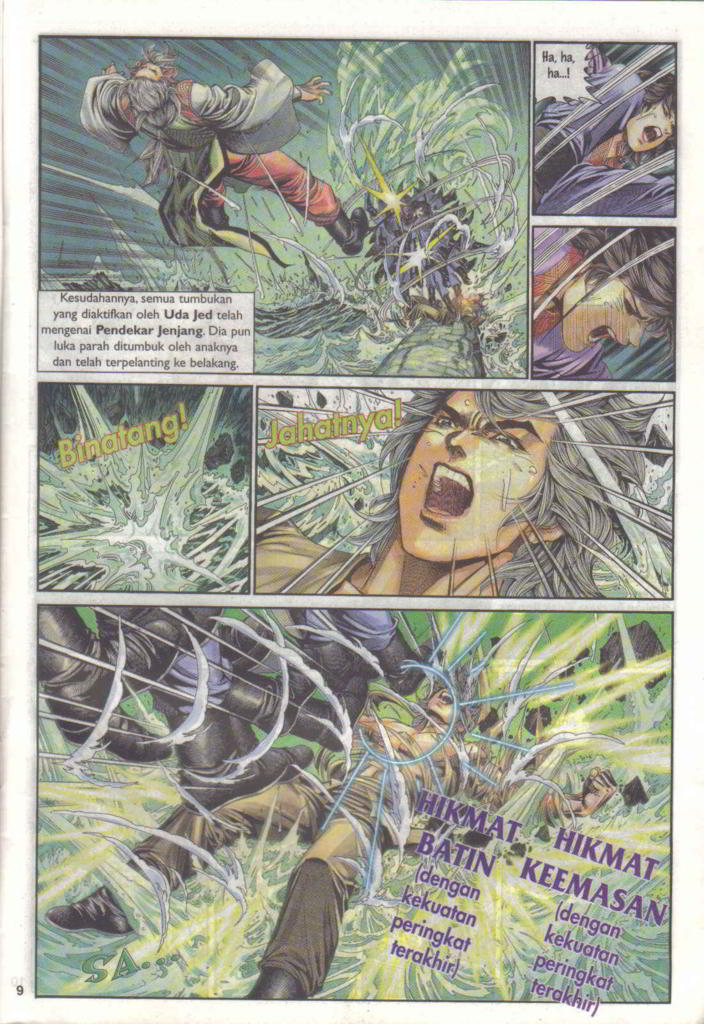 Ha, ha,
ha...!
Kesudahannya, semua tumbukan
yang diaktifkan oleh Uda Jed telah
mengenai Pendekar Jenjang. Dia pun
luka parah ditumbuk oleh anaknya
dan telah terpelanting ke belakang.
Binatang!
Jahatnya!
HIKMAT
BATIN
(dengan
kekuatan
peringkat
terakhir)
HIKMAT
KEEMASAN
(dengan
kekuatan
peringkat
terakhir)
SA...
9